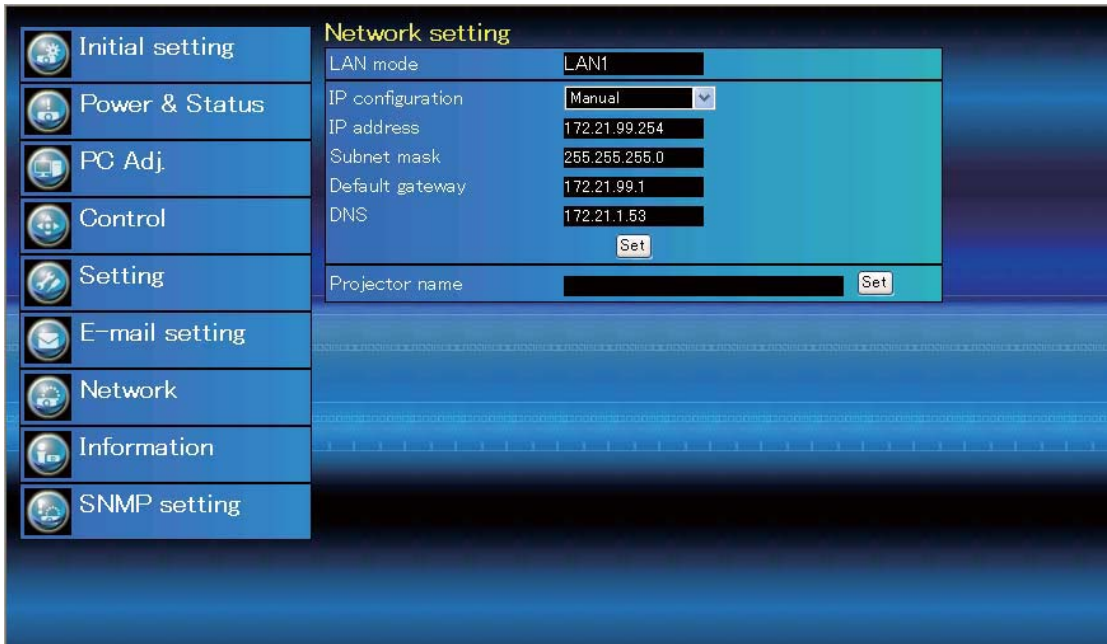 Initial setting
Power & Status
PC Adj.
Control
Setting
E-mail setting
Network
Information
SNMP setting
Network setting
LAN mode LAN1
IP configuration Manual
IP address 172.21.99.254
Subnet mask 255.255.255.0
Default gateway 172.21.99.1
DNS 172.21.1.53
Set
Projector name Set